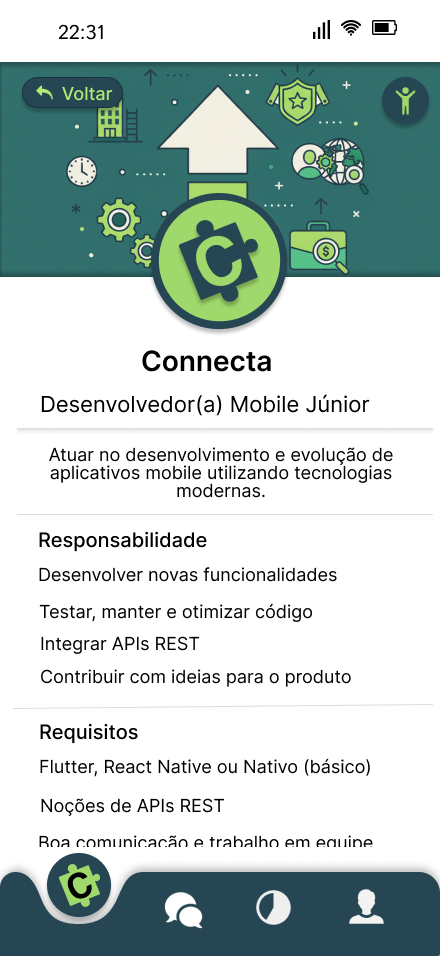 22:31
Voltar
$
C
Connecta
Desenvolvedor(a) Mobile Júnior
Atuar no desenvolvimento e evolução de
aplicativos mobile utilizando tecnologias
modernas.
Responsabilidade
Desenvolver novas funcionalidades
Testar, manter e otimizar código
Integrar APIs REST
Contribuir com ideias para o produto
Requisitos
Flutter, React Native ou Nativo (básico)
Noções de APIs REST
Boa comunicação e trabalho em equipe
C